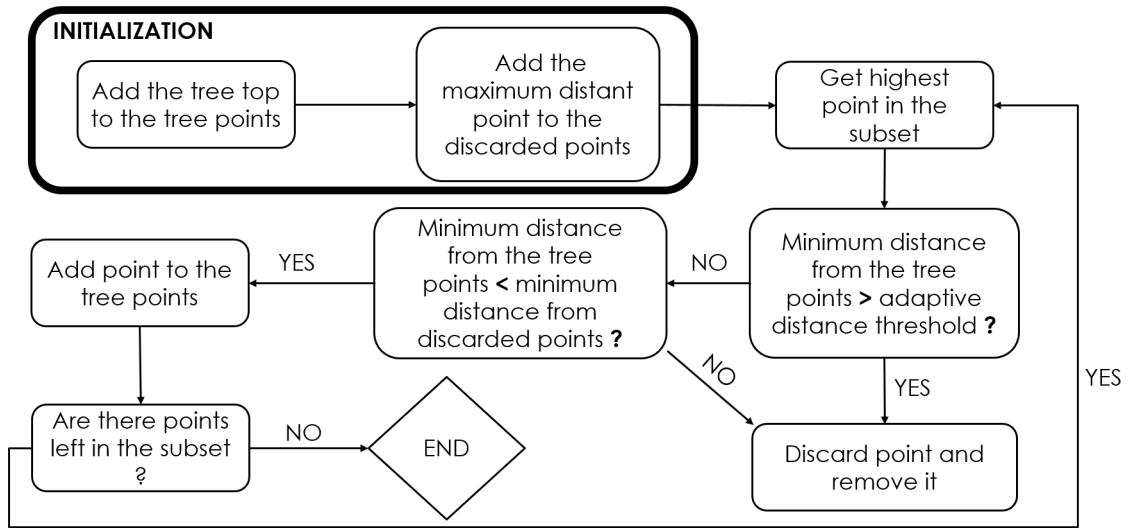 INITIALIZATION
Add the tree top
to the tree points
Add the
maximum distant
point to the
discarded points
Get highest
point in the
subset
Minimum distance
from the tree
points > adaptive
distance threshold ?
NO
YES
Minimum distance
from the tree
points < minimum
distance from
discarded points ?
YES
NO
Add point to the
tree points
Discard point and
remove it
Are there points
left in the subset
?
NO
END
YES